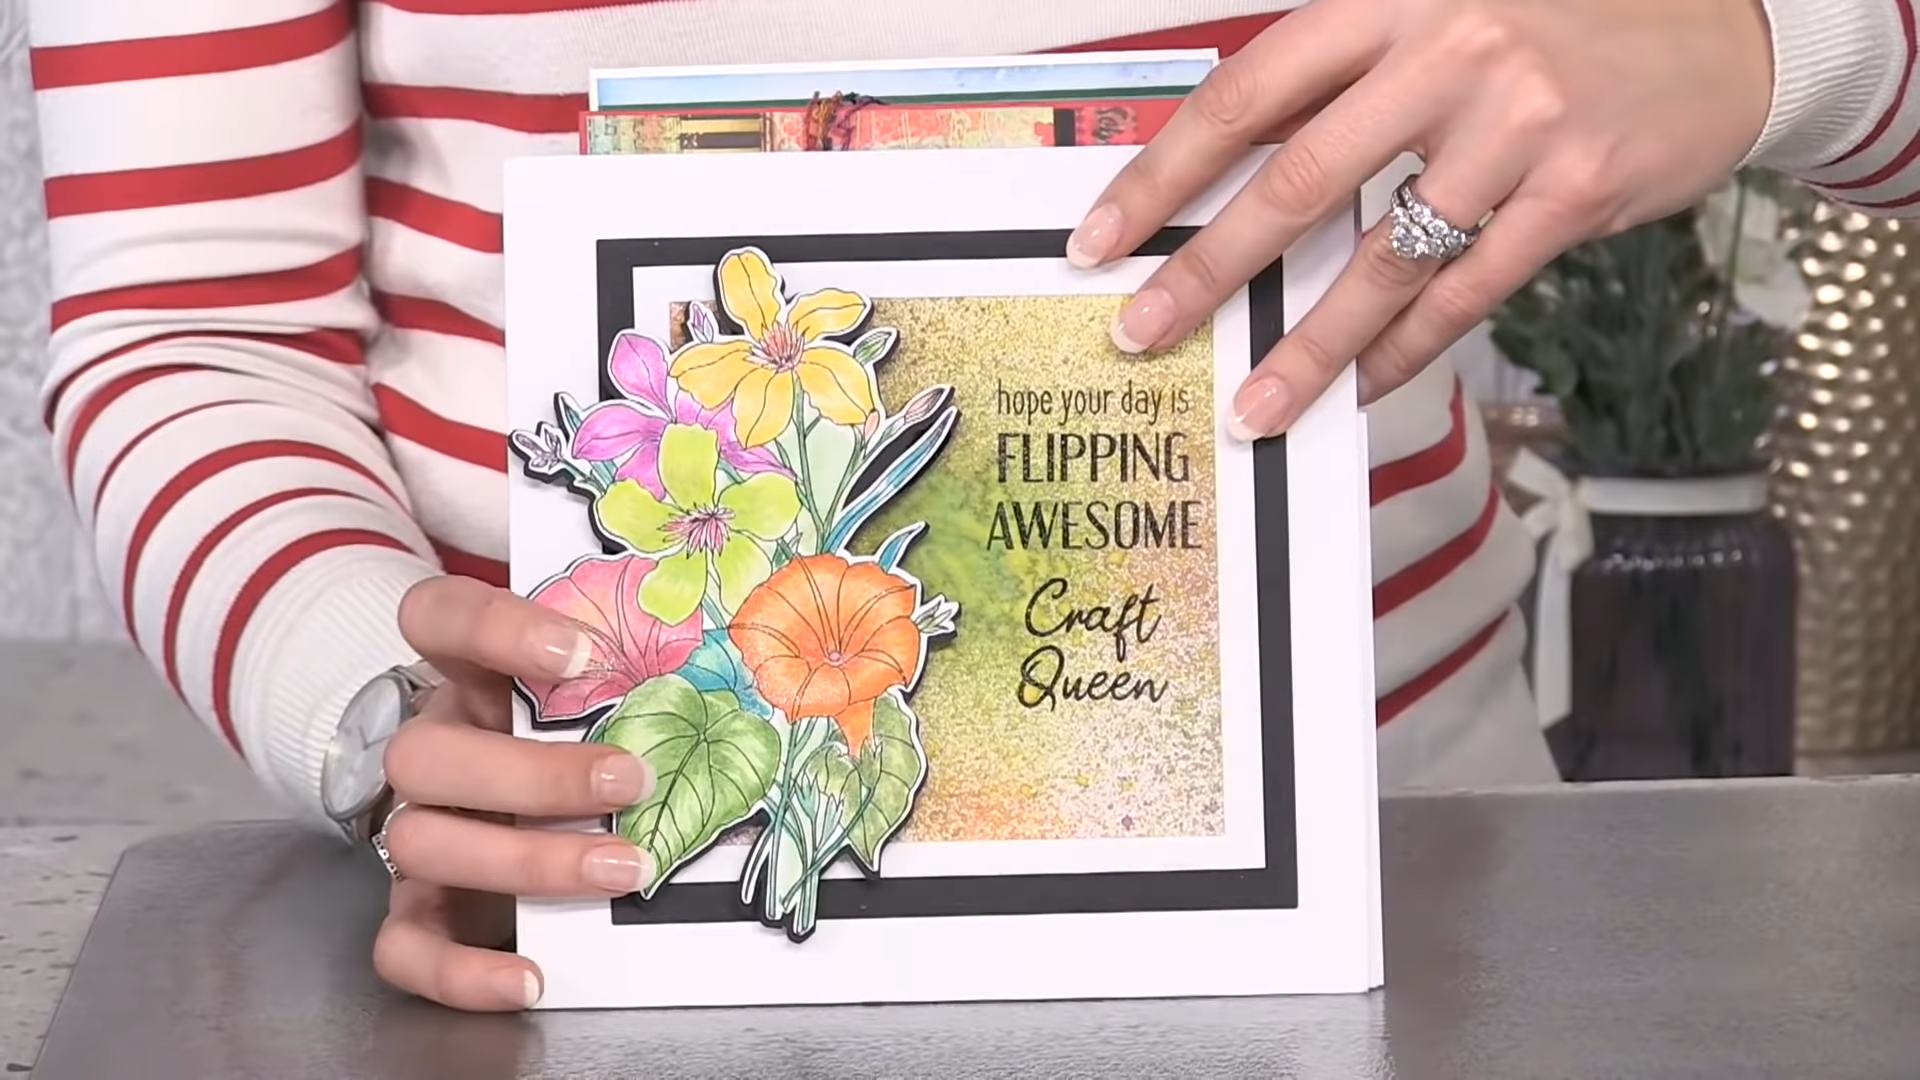 hope your day is
FLIPPING
AWESOME
Craft
Queen